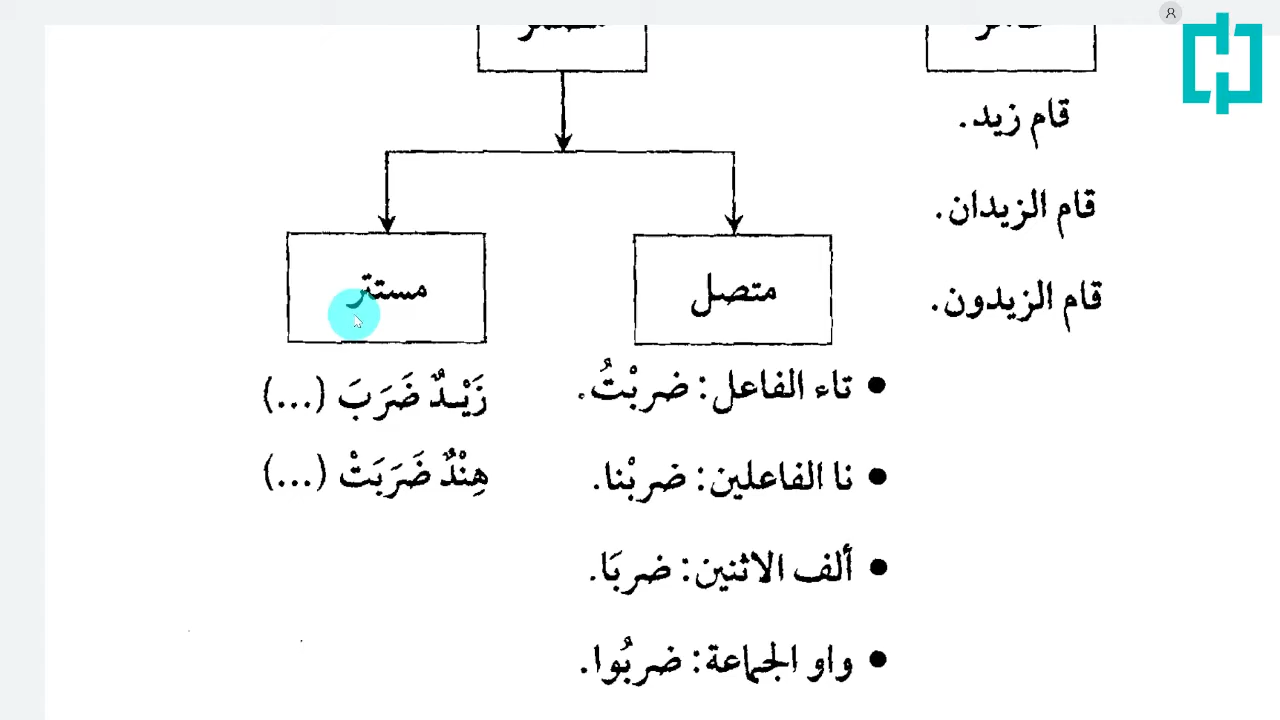 قام زيد.
قام الزيدان.
قام الزيدون.
متصل
• تاء الفاعل: ضربْتُ.
• نا الفاعلين: ضربْنا.
• ألف الاثنين: ضربَا.
• واو الجماعة: ضربُوا.
مستتر
زَيْـدٌ ضَرَبَ (...)
هِنْدٌ ضَرَبَتْ (...)